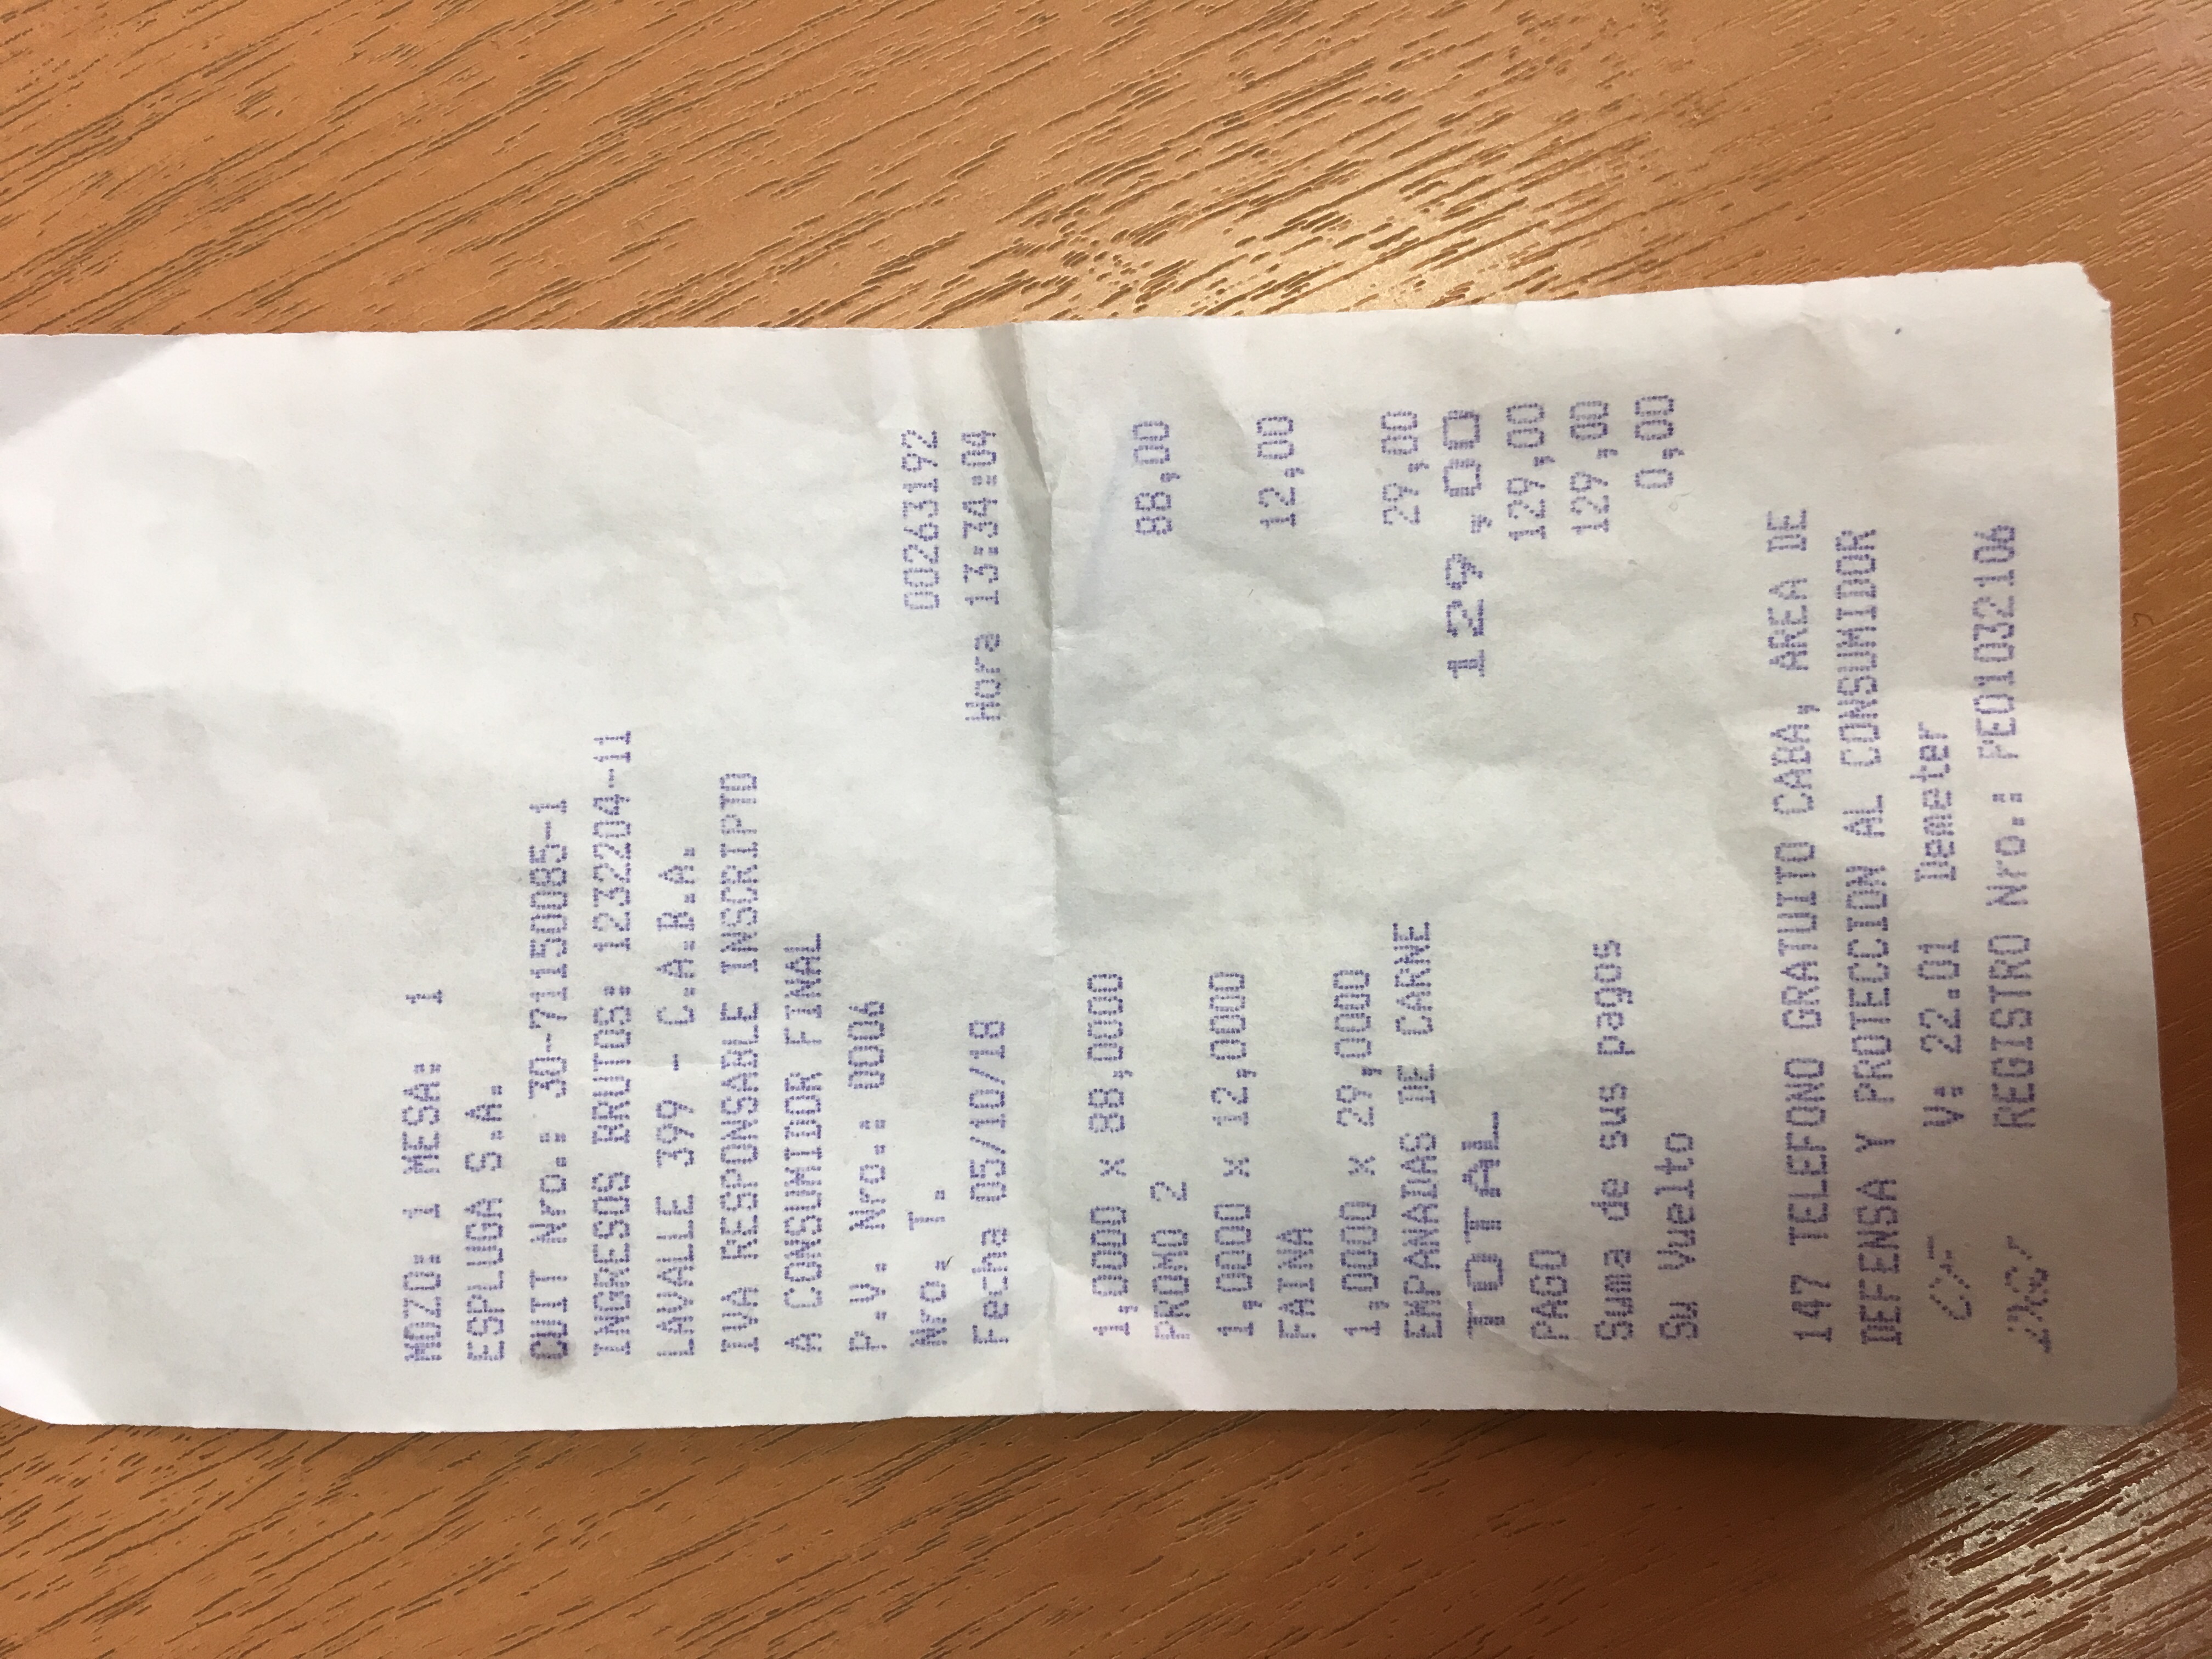 MOZO: 1 MESA: 1
ESPLUGA S.A.
CUIT Nro.: 30-71150085-1
INGRESOS BRUTOS: 1232204-11
LAVALLE 399 - C.A.B.A.
IVA RESPONSABLE INSCRIPTO
A CONSUMIDOR FINAL
P.V. Nro.: 0006
Nro. T. 00263192
Fecha 05/10/18 Hora 13:34:04
1,0000 x 88,0000
PROMO 2 88,00
1,0000 x 12,0000
FAINA 12,00
1,0000 x 29,0000
EMPANADAS DE CARNE 29,00
TOTAL 129,00
PAGO 129,00
Suma de sus pagos 129,00
Su Vuelto 0,00
147 TELEFONO GRATUITO CABA, AREA DE
DEFENSA Y PROTECCION AL CONSUMIDOR
CF V: 22.01 Demeter
REGISTRO Nro.: PEO1032106